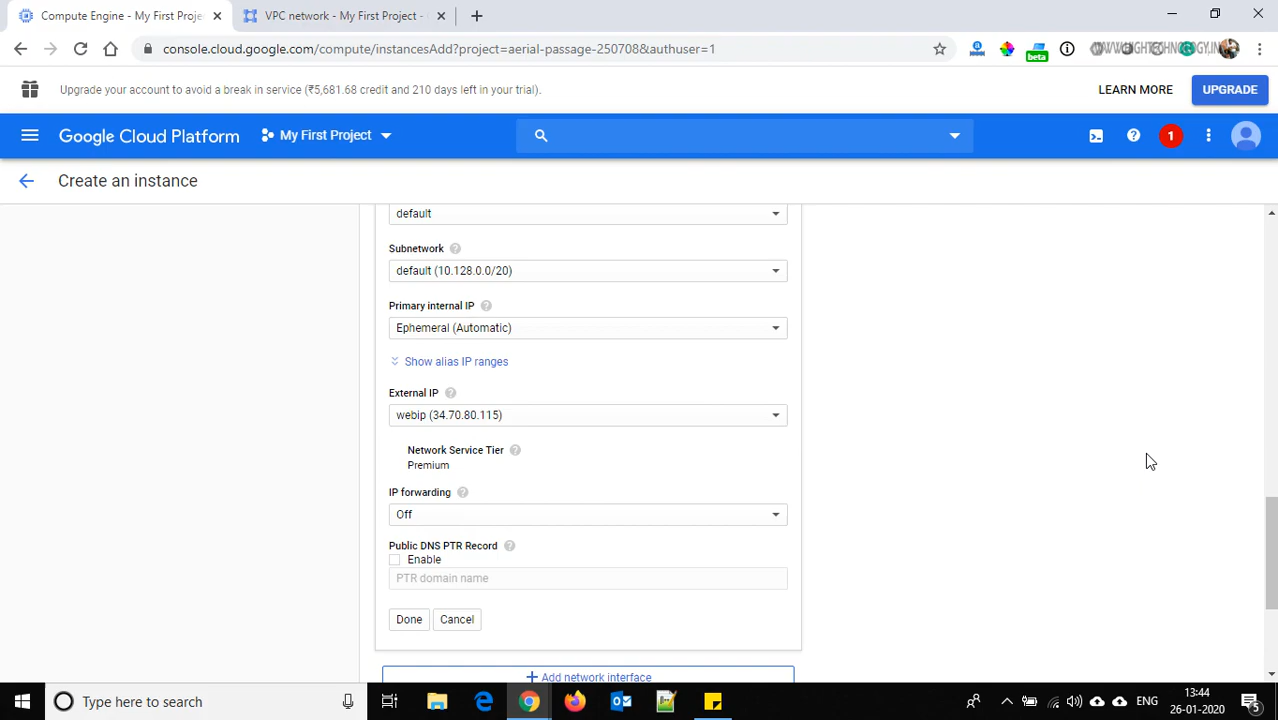 Compute Engine - My First Proje
VPC network - My First Project -
console.cloud.google.com/compute/instancesAdd?project=aerial-passage-250708&authuser=1
beta
Upgrade your account to avoid a break in service (₹5,681.68 credit and 210 days left in your trial).
LEARN MORE
UPGRADE
Google Cloud Platform
My First Project
1
Create an instance
default
Subnetwork
default (10.128.0.0/20)
Primary internal IP
Ephemeral (Automatic)
Show alias IP ranges
External IP
webip (34.70.80.115)
Network Service Tier
Premium
IP forwarding
Off
Public DNS PTR Record
Enable
PTR domain name
Done
Cancel
Add network interface
Type here to search
ENG
13:44
26-01-2020
5